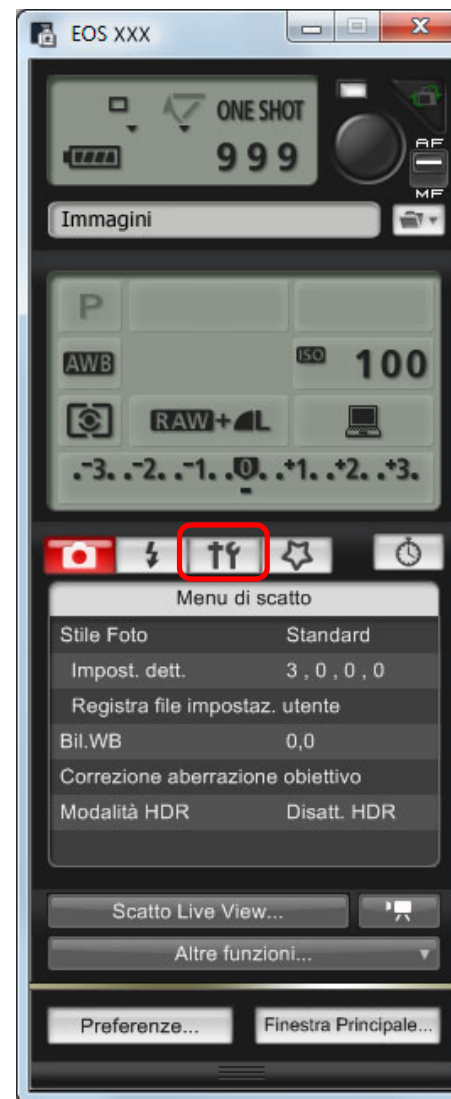 EOS XXX
ONE SHOT
999
AF
MF
Immagini
P
AWB
ISO 100
RAW+L
.-3. .-2. .-1. .0. .+1. .+2. .+3.
Menu di scatto
Stile Foto Standard
Impost. dett. 3 , 0 , 0 , 0
Registra file impostaz. utente
Bil.WB 0,0
Correzione aberrazione obiettivo
Modalità HDR Disatt. HDR
Scatto Live View...
Altre funzioni...
Preferenze... Finestra Principale...